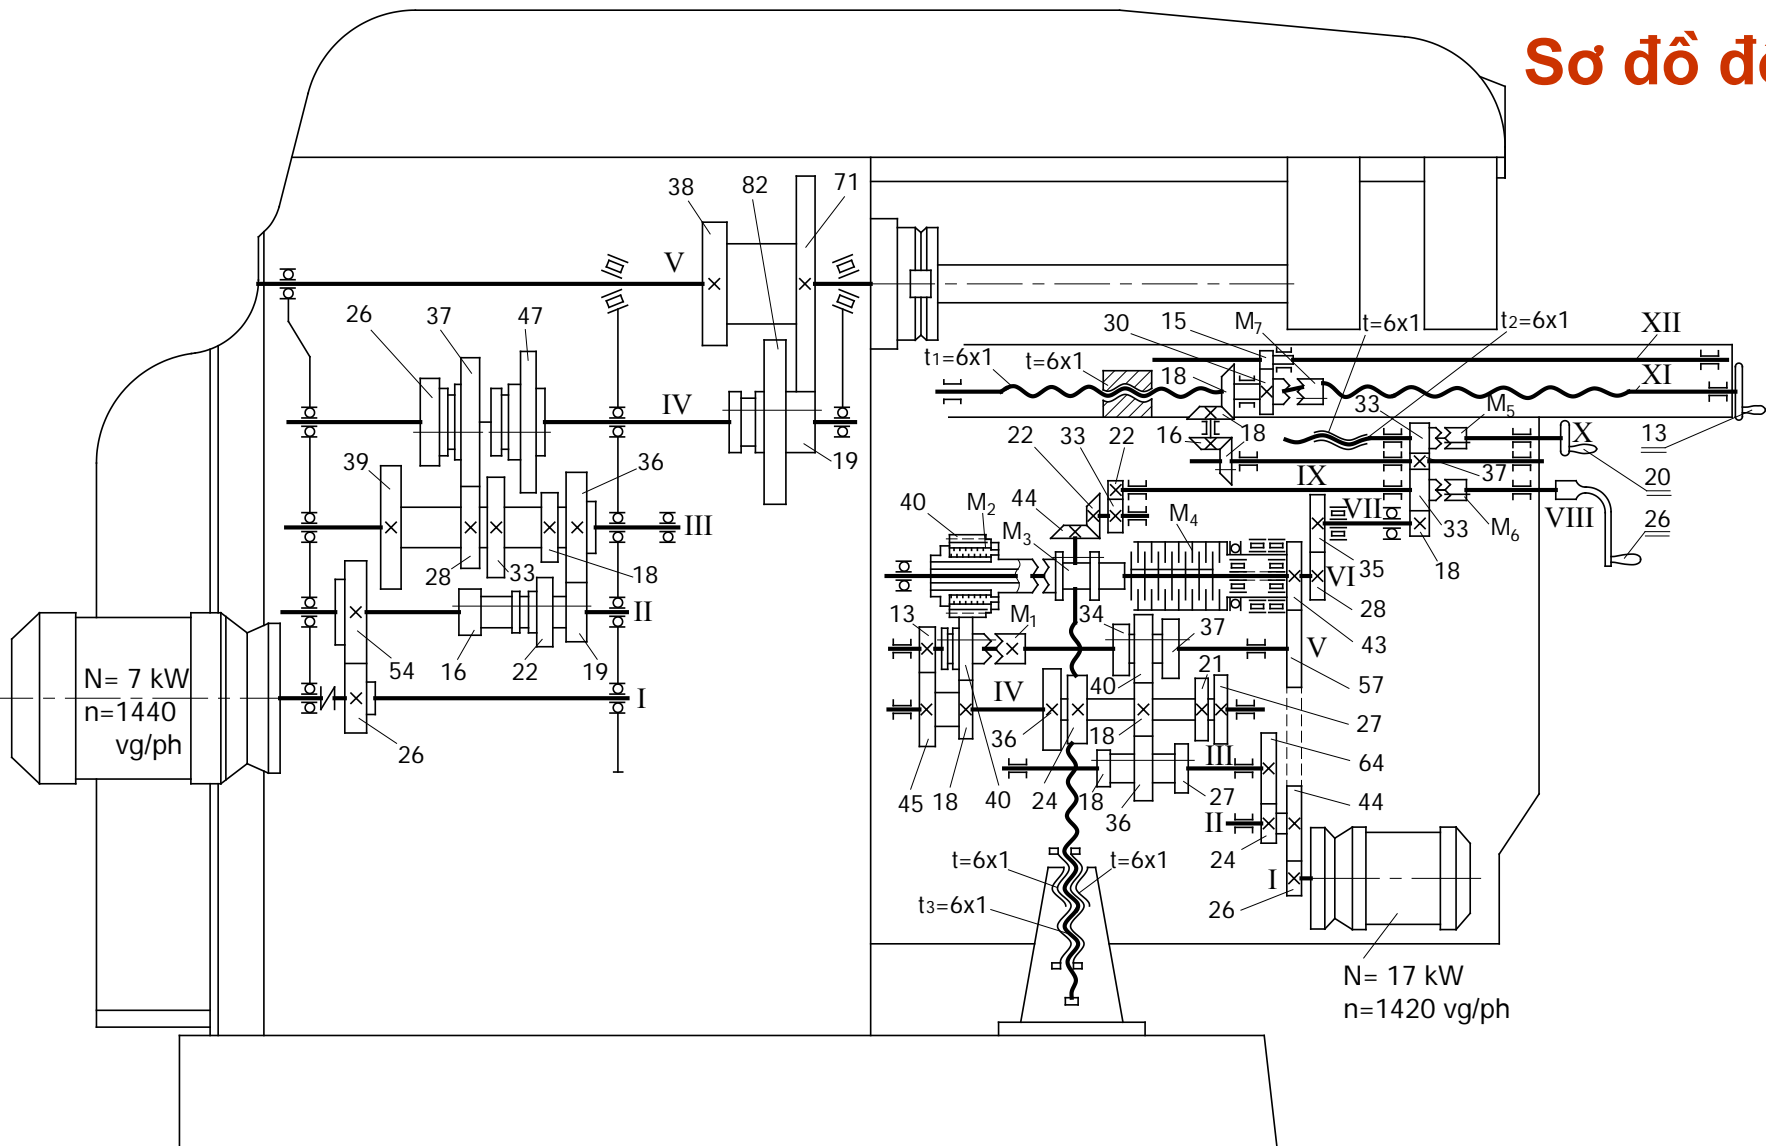 Sơ đồ đ
38
82
71
V
26
37
47
IV
19
39
36
III
28
33
18
II
54
16
22
19
I
26
N= 7 kW
n=1440
vg/ph
t1=6x1
t=6x1
30
15
M7
18
t=6x1
t2=6x1
XII
XI
33
M5
X
13
16
18
IX
37
20
22
33
22
44
40
M2
M3
M4
VII
33
M6
VIII
26
35
18
VI
28
13
M1
34
37
V
43
40
21
57
IV
36
18
27
III
64
45
18
40
24
18
36
27
44
II
24
I
26
t=6x1
t=6x1
t3=6x1
N= 17 kW
n=1420 vg/ph